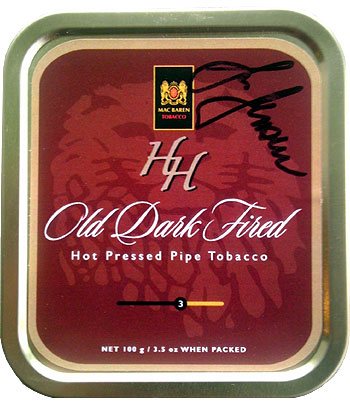 MAC BAREN
TOBACCO
HH
Old Dark Fired
Hot Pressed Pipe Tobacco
3
NET 100 g / 3.5 oz WHEN PACKED